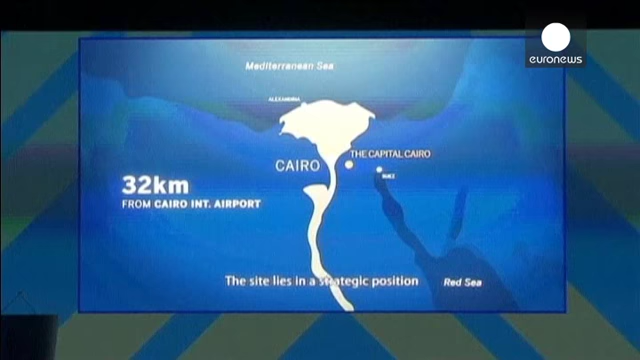 euronews
Mediterranean Sea
ALEXANDRIA
CAIRO
THE CAPITAL CAIRO
SUEZ
32km
FROM CAIRO INT. AIRPORT
The site lies in a strategic position
Red Sea